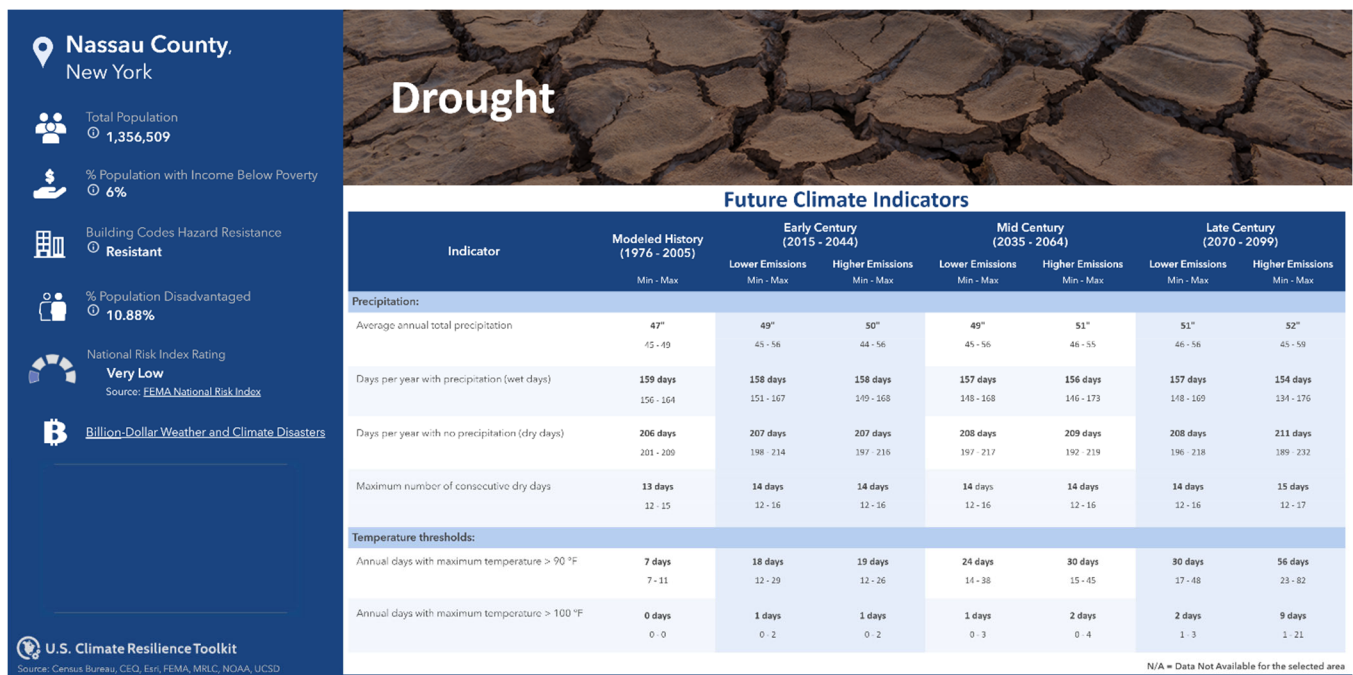 Nassau County,
New York
Total Population
1,356,509
% Population with Income Below Poverty
6%
Building Codes Hazard Resistance
Resistant
% Population Disadvantaged
10.88%
National Risk Index Rating
Very Low
Source: FEMA National Risk Index
Billion-Dollar Weather and Climate Disasters
U.S. Climate Resilience Toolkit
Source: Census Bureau, CEQ, Esri, FEMA, MRLC, NOAA, UCSD
Drought
Future Climate Indicators
Indicator
Modeled History
(1976 - 2005)
Min - Max
Early Century
(2015 - 2044)
Lower Emissions Higher Emissions
Min - Max Min - Max
Mid Century
(2035 - 2064)
Lower Emissions Higher Emissions
Min - Max Min - Max
Late Century
(2070 - 2099)
Lower Emissions Higher Emissions
Min - Max Min - Max
Precipitation:
Average annual total precipitation 47" 49" 50" 49" 51" 51" 52"
45 - 49 45 - 56 44 - 56 45 - 56 46 - 55 46 - 56 45 - 59
Days per year with precipitation (wet days) 159 days 158 days 158 days 157 days 156 days 157 days 154 days
156 - 164 151 - 167 149 - 168 148 - 168 146 - 173 148 - 169 134 - 176
Days per year with no precipitation (dry days) 206 days 207 days 207 days 208 days 209 days 208 days 211 days
201 - 209 198 - 214 197 - 216 197 - 217 192 - 219 196 - 218 189 - 232
Maximum number of consecutive dry days 13 days 14 days 14 days 14 days 14 days 14 days 15 days
12 - 15 12 - 16 12 - 16 12 - 16 12 - 16 12 - 16 12 - 17
Temperature thresholds:
Annual days with maximum temperature > 90 °F 7 days 18 days 19 days 24 days 30 days 30 days 56 days
7 - 11 12 - 29 12 - 26 14 - 38 15 - 45 17 - 48 23 - 82
Annual days with maximum temperature > 100 °F 0 days 1 days 1 days 1 days 2 days 2 days 9 days
0 - 0 0 - 2 0 - 2 0 - 3 0 - 4 1 - 3 1 - 21
N/A = Data Not Available for the selected area